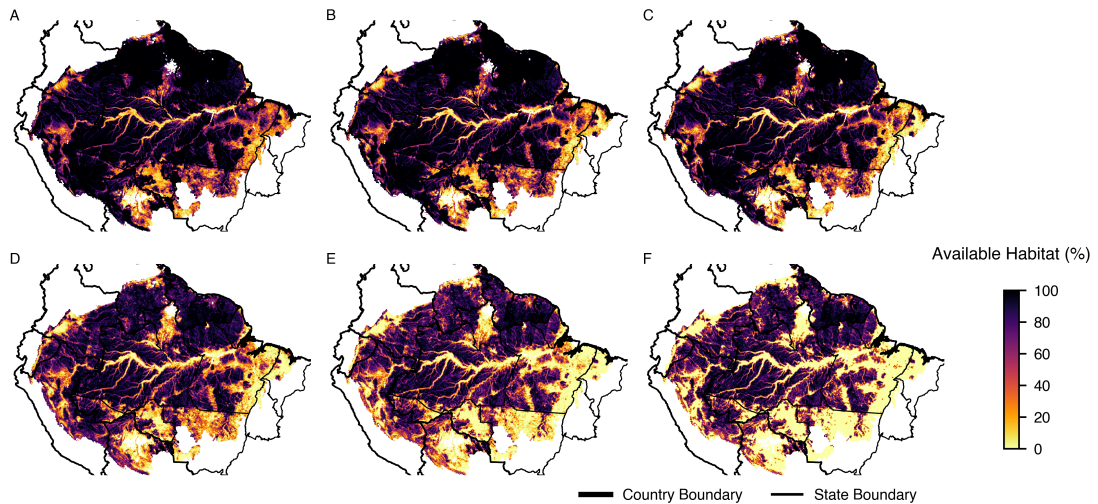 A
B
C
D
E
F
Available Habitat (%)
100
80
60
40
20
0
Country Boundary
State Boundary